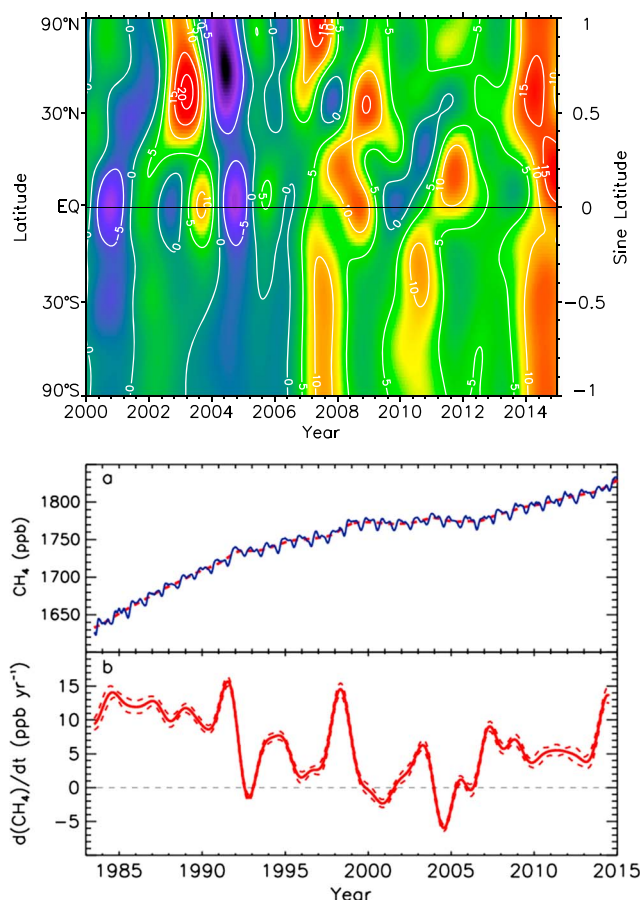 90°N
30°N
EQ
30°S
90°S
Latitude
1
0.5
0
−0.5
−1
Sine Latitude
2000 2002 2004 2006 2008 2010 2012 2014
Year
a
1800
1750
1700
1650
CH₄ (ppb)
b
15
10
5
0
−5
d(CH₄)/dt (ppb yr⁻¹)
1985 1990 1995 2000 2005 2010 2015
Year